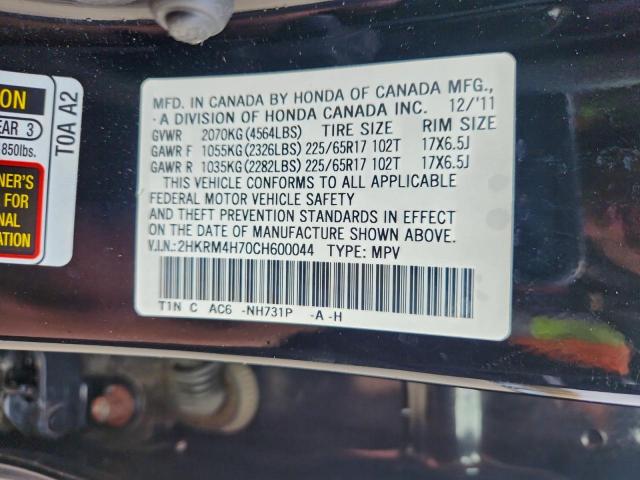 MFD. IN CANADA BY HONDA OF CANADA MFG.,
A DIVISION OF HONDA CANADA INC. 12/'11
GVWR 2070KG(4564LBS) TIRE SIZE RIM SIZE
GAWR F 1055KG(2326LBS) 225/65R17 102T 17X6.5J
GAWR R 1035KG(2282LBS) 225/65R17 102T 17X6.5J
THIS VEHICLE CONFORMS TO ALL APPLICABLE
FEDERAL MOTOR VEHICLE SAFETY
AND THEFT PREVENTION STANDARDS IN EFFECT
ON THE DATE OF MANUFACTURE SHOWN ABOVE.
V.I.N.:2HKRM4H70CH600044 TYPE: MPV
T1N C AC6 -NH731P -A -H
T0A A2
ION
EAR 3
850lbs.
NER'S
FOR
NAL
ION